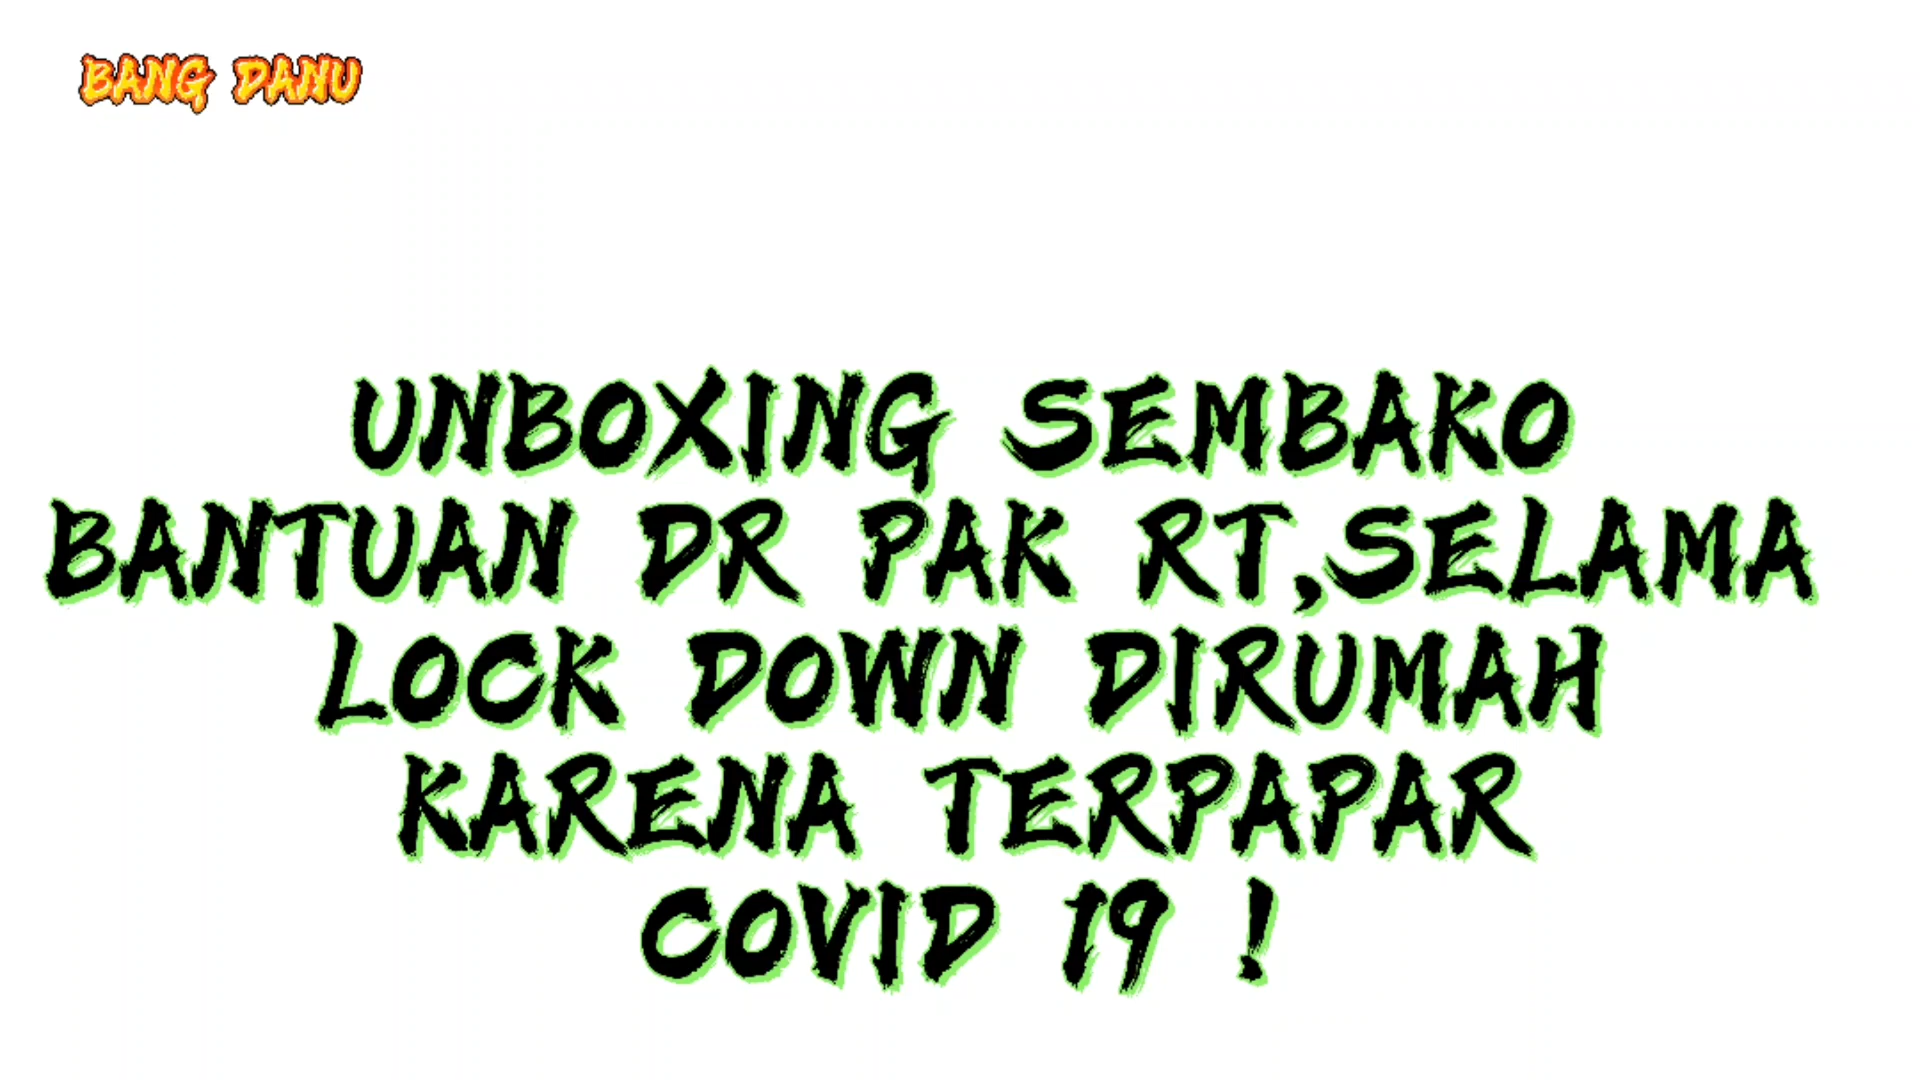 BANG DANU
UNBOXING SEMBAKO
BANTUAN DR PAK RT,SELAMA
LOCK DOWN DIRUMAH
KARENA TERPAPAR
COVID 19 !